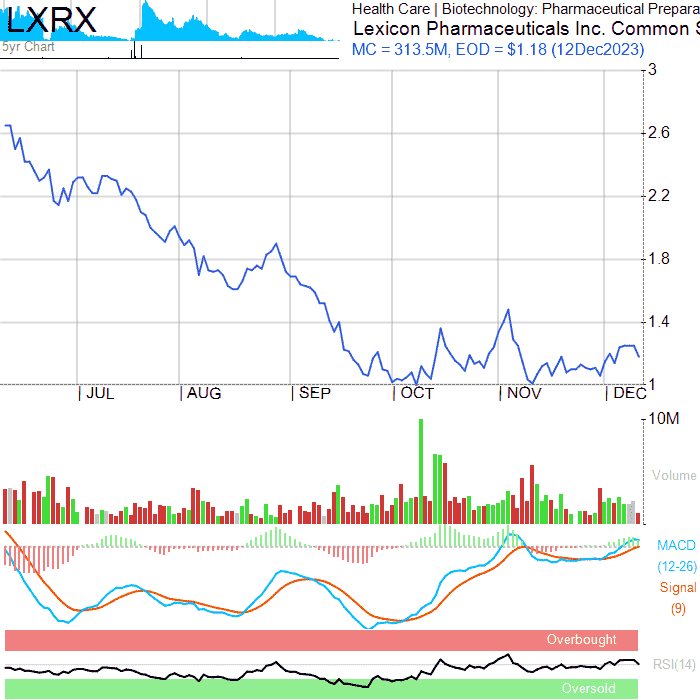 LXRX
5yr Chart
Health Care | Biotechnology: Pharmaceutical Prepara
Lexicon Pharmaceuticals Inc. Common S
MC = 313.5M, EOD = $1.18 (12Dec2023)
3
2.6
2.2
1.8
1.4
1
JUL
AUG
SEP
OCT
NOV
DEC
10M
Volume
MACD
(12-26)
Signal
(9)
Overbought
RSI(14)
Oversold